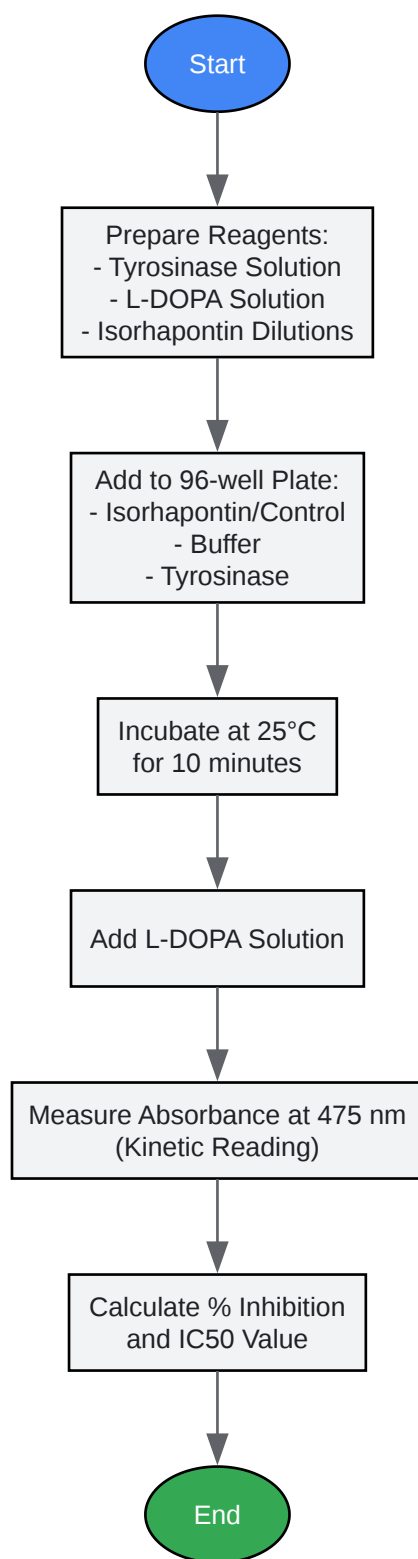 Start
Prepare Reagents:
- Tyrosinase Solution
- L-DOPA Solution
- Isorhapontin Dilutions
Add to 96-well Plate:
- Isorhapontin/Control
- Buffer
- Tyrosinase
Incubate at 25°C
for 10 minutes
Add L-DOPA Solution
Measure Absorbance at 475 nm
(Kinetic Reading)
Calculate % Inhibition
and IC50 Value
End